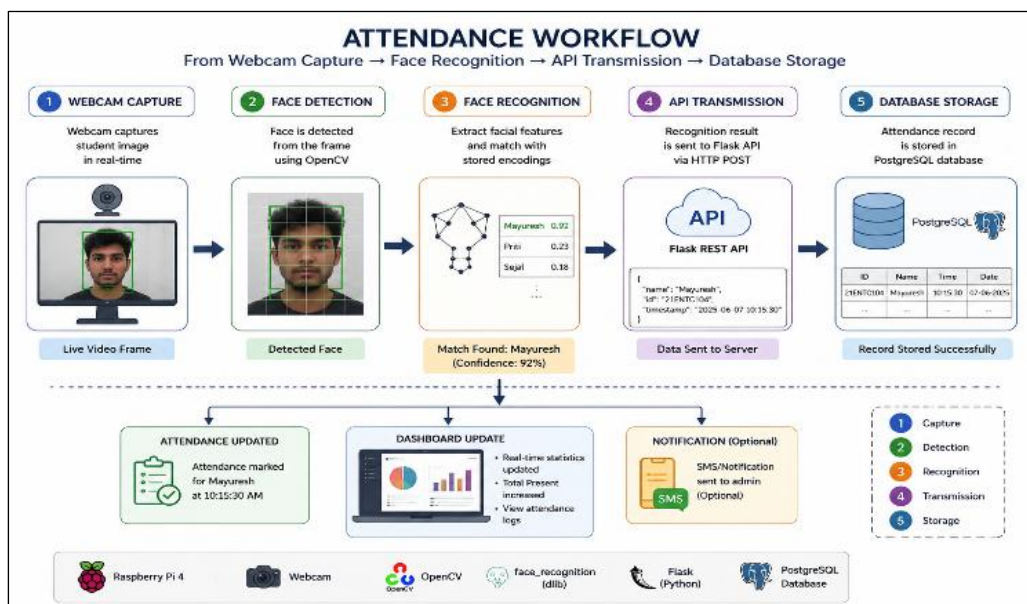 ATTENDANCE WORKFLOW
From Webcam Capture → Face Recognition → API Transmission → Database Storage
1 WEBCAM CAPTURE
Webcam captures
student image
in real-time
Live Video Frame
2 FACE DETECTION
Face is detected
from the frame
using OpenCV
Detected Face
3 FACE RECOGNITION
Extract facial features
and match with
stored encodings
Mayuresh 0.92
Priti 0.23
Sejal 0.18
Match Found: Mayuresh
(Confidence: 92%)
4 API TRANSMISSION
Recognition result
is sent to Flask API
via HTTP POST
API
Flask REST API
{
"name": "Mayuresh",
"id": "21ENTC104",
"timestamp": "2025-06-07 10:15:30"
}
Data Sent to Server
5 DATABASE STORAGE
Attendance record
is stored in
PostgreSQL database
PostgreSQL
ID Name Time Date
21ENTC104 Mayuresh 10:15:30 07-06-2025
... ... ... ...
Record Stored Successfully
ATTENDANCE UPDATED
Attendance marked
for Mayuresh
at 10:15:30 AM
DASHBOARD UPDATE
• Real-time statistics
updated
• Total Present
increased
• View attendance
logs
NOTIFICATION (Optional)
SMS/Notification
sent to admin
(Optional)
SMS
1 Capture
2 Detection
3 Recognition
4 Transmission
5 Storage
Raspberry Pi 4
Webcam
OpenCV
OpenCV
face_recognition
(dlib)
Flask
(Python)
PostgreSQL
Database